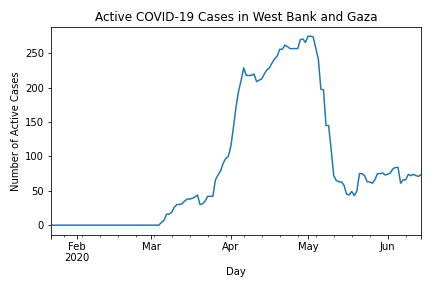 Active COVID-19 Cases in West Bank and Gaza
Number of Active Cases
250
200
150
100
50
0
Feb Mar Apr May Jun
2020
Day